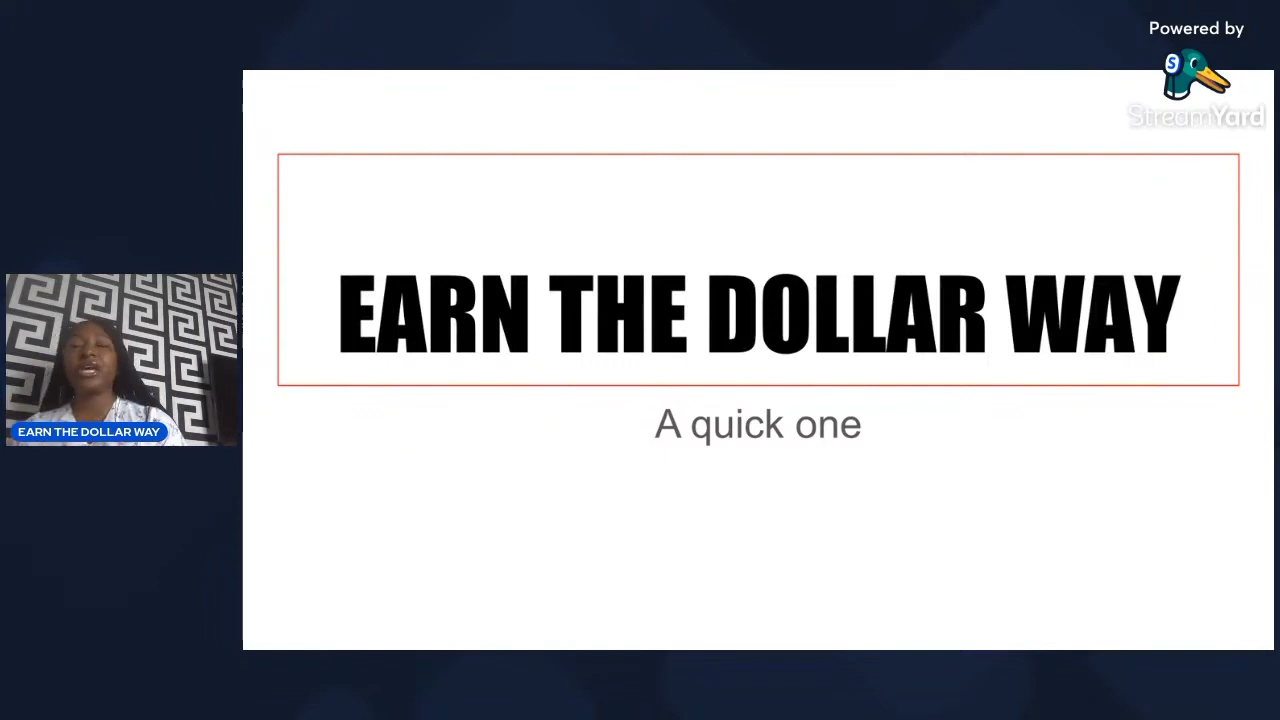 Powered by
StreamYard
EARN THE DOLLAR WAY
A quick one
EARN THE DOLLAR WAY